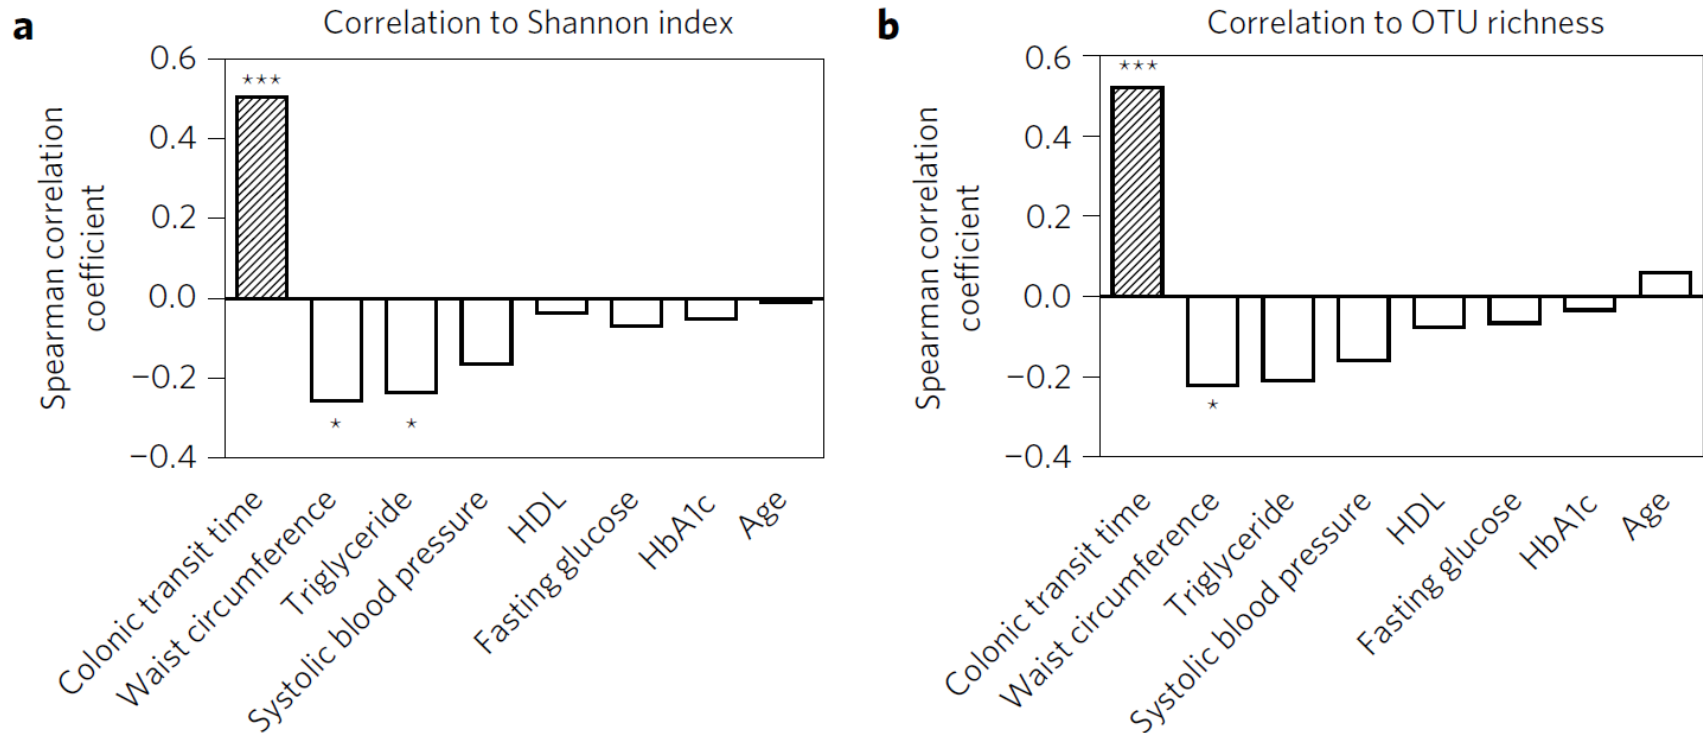 a
Correlation to Shannon index
Spearman correlation
coefficient
0.6
0.4
0.2
0.0
−0.2
−0.4
***
*
*
Colonic transit time
Waist circumference
Triglyceride
Systolic blood pressure
HDL
Fasting glucose
HbA1c
Age
b
Correlation to OTU richness
Spearman correlation
coefficient
0.6
0.4
0.2
0.0
−0.2
−0.4
***
*
Colonic transit time
Waist circumference
Triglyceride
Systolic blood pressure
HDL
Fasting glucose
HbA1c
Age